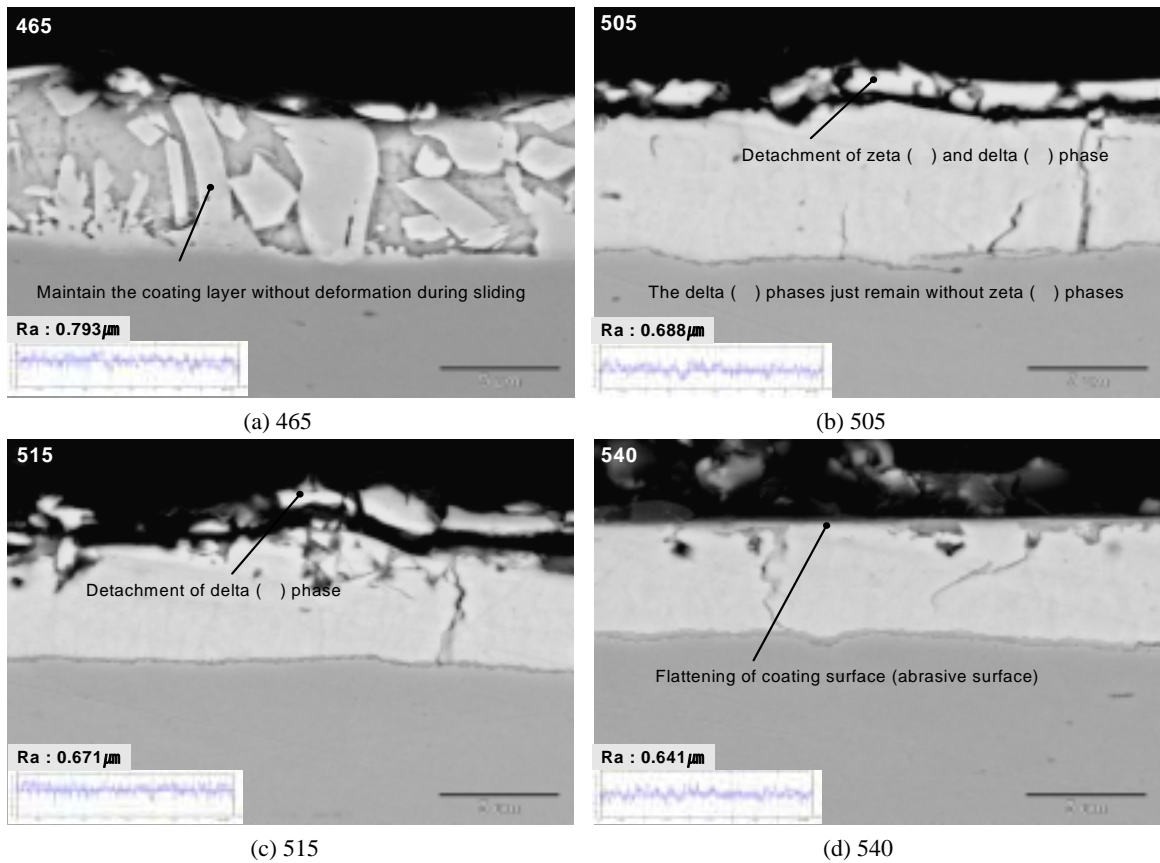 465
Maintain the coating layer without deformation during sliding
Ra : 0.793㎛
(a) 465
505
Detachment of zeta (   ) and delta (   ) phase
The delta (   ) phases just remain without zeta (   ) phases
Ra : 0.688㎛
(b) 505
515
Detachment of delta (   ) phase
Ra : 0.671㎛
(c) 515
540
Flattening of coating surface (abrasive surface)
Ra : 0.641㎛
(d) 540